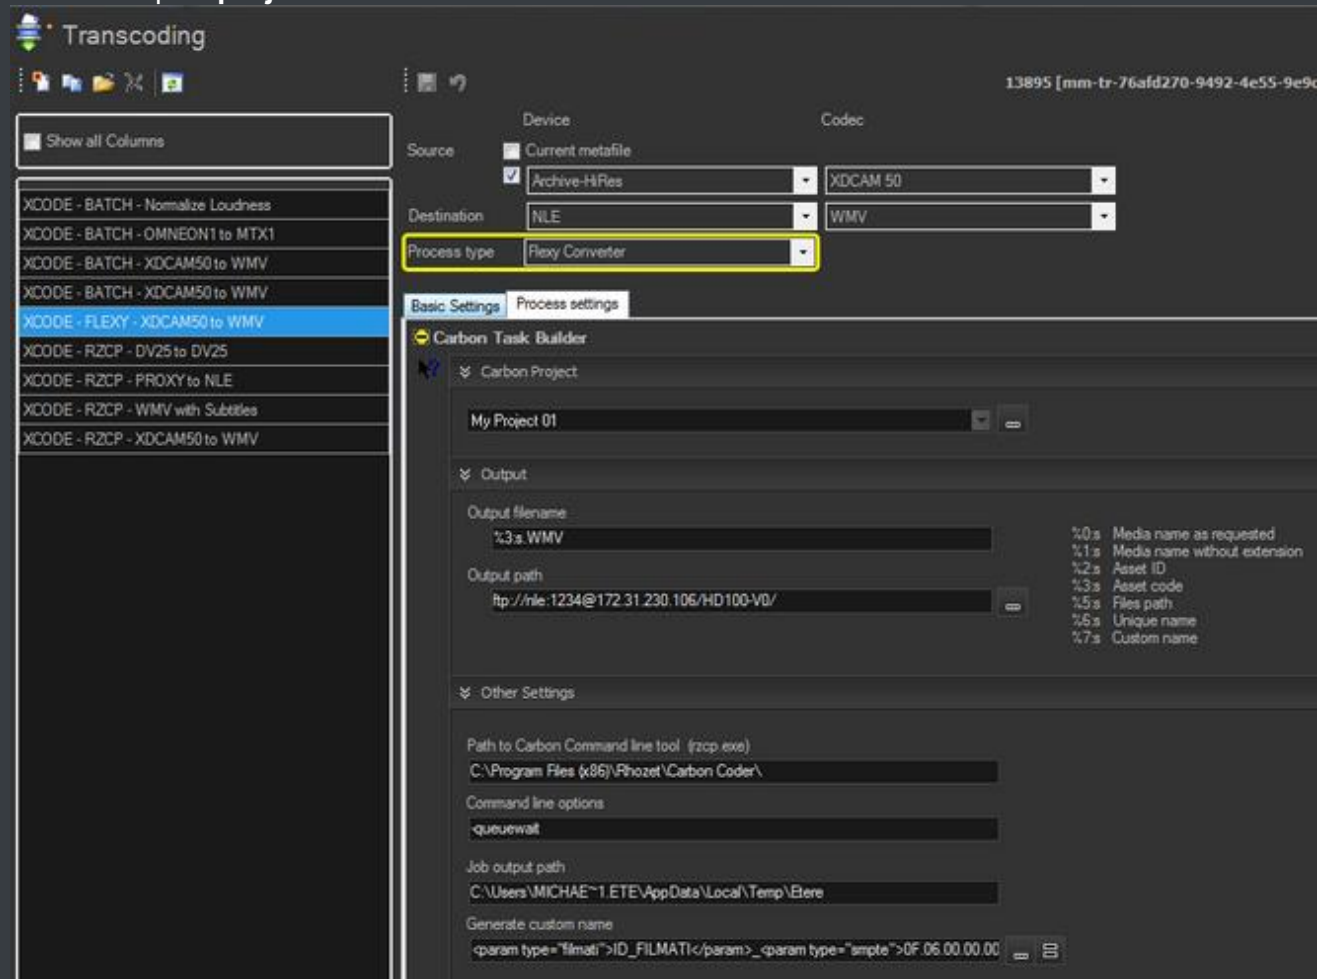 Transcoding
13895 [mm-tr-76afd270-9492-4e55-9e9c
Show all Columns
XCODE - BATCH - Normalize Loudness
XCODE - BATCH - OMNEON1 to MTX1
XCODE - BATCH - XDCAM50 to WMV
XCODE - BATCH - XDCAM50 to WMV
XCODE - FLEXY - XDCAM50 to WMV
XCODE - RZCP - DV25 to DV25
XCODE - RZCP - PROXY to NLE
XCODE - RZCP - WMV with Subtitles
XCODE - RZCP - XDCAM50 to WMV
Device Codec
Source Current metafile
Archive-HiRes XDCAM 50
Destination NLE WMV
Process type Flexy Converter
Basic Settings Process settings
Carbon Task Builder
Carbon Project
My Project 01
Output
Output filename
%3:s.WMV
Output path
ftp://nle:1234@172.31.230.106/HD100-V0/
%0:s Media name as requested
%1:s Media name without extension
%2:s Asset ID
%3:s Asset code
%5:s Files path
%6:s Unique name
%7:s Custom name
Other Settings
Path to Carbon Command line tool (rzcp.exe)
C:\Program Files (x86)\Rhozet\Carbon Coder\
Command line options
-queuewait
Job output path
C:\Users\MICHAE~1.ETE\AppData\Local\Temp\Etere
Generate custom name
<param type="filmati">ID_FILMATI</param>_<param type="smpte">0F.06.00.00.00